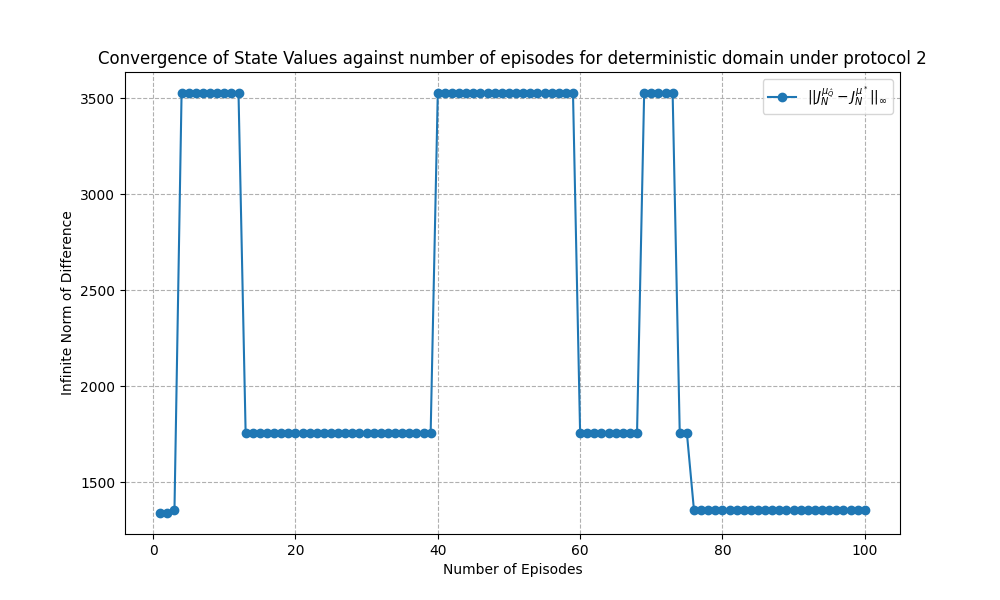 Convergence of State Values against number of episodes for deterministic domain under protocol 2
||J_N^{μ_Q̂} − J_N^{μ*}||_∞
3500
3000
2500
2000
1500
Infinite Norm of Difference
0 20 40 60 80 100
Number of Episodes